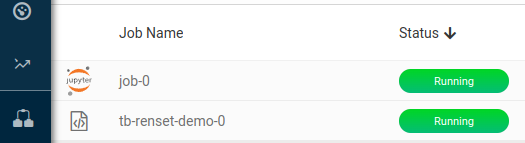 Job Name Status
jupyter job-0 Running
tb-renset-demo-0 Running